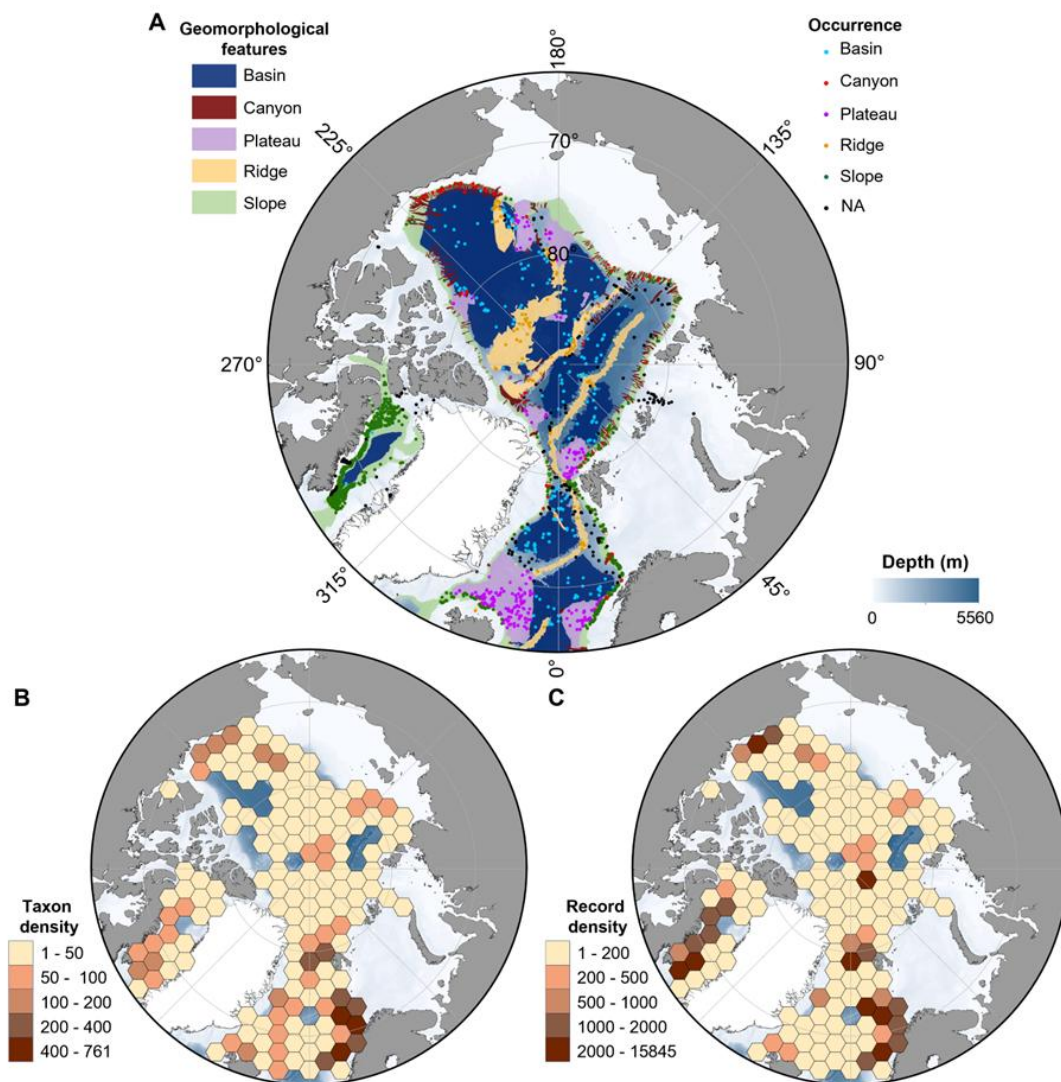 A
Geomorphological
features
Basin
Canyon
Plateau
Ridge
Slope
Occurrence
Basin
Canyon
Plateau
Ridge
Slope
NA
180°
225°
135°
70°
80°
270°
90°
315°
45°
0°
Depth (m)
0
5560
B
Taxon
density
1 - 50
50 - 100
100 - 200
200 - 400
400 - 761
C
Record
density
1 - 200
200 - 500
500 - 1000
1000 - 2000
2000 - 15845